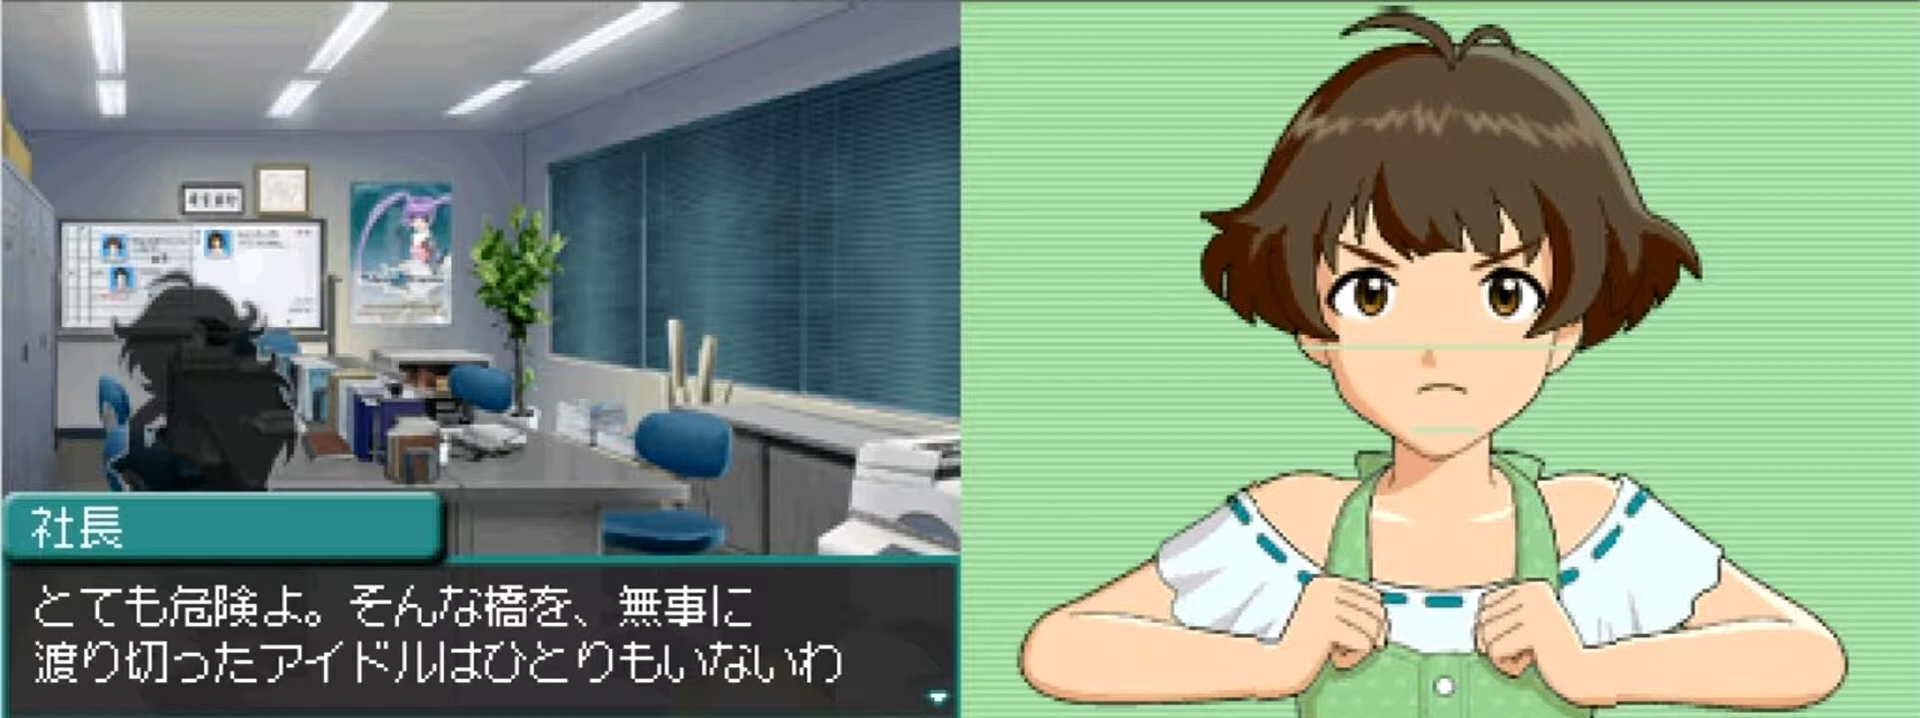 社長
とても危険よ。そんな橋を、無事に
渡り切ったアイドルはひとりもいないわ